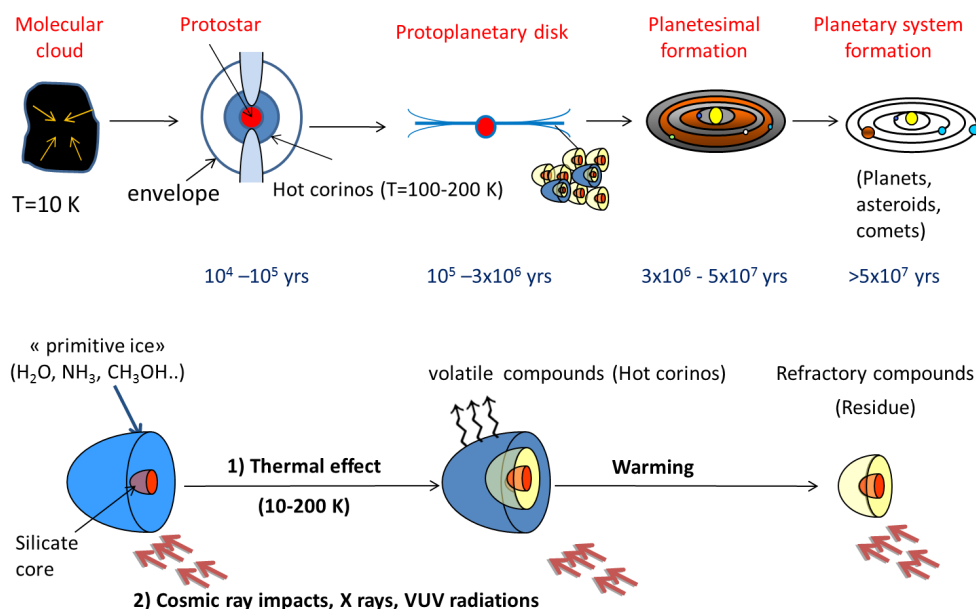 Molecular
cloud
Protostar
Protoplanetary disk
Planetesimal
formation
Planetary system
formation
T=10 K
envelope
Hot corinos (T=100-200 K)
(Planets,
asteroids,
comets)
10⁴ –10⁵ yrs
10⁵ –3x10⁶ yrs
3x10⁶ - 5x10⁷ yrs
>5x10⁷ yrs
« primitive ice»
(H₂O, NH₃, CH₃OH..)
volatile compounds (Hot corinos)
Refractory compounds
(Residue)
1) Thermal effect
(10-200 K)
Warming
Silicate
core
2) Cosmic ray impacts, X rays, VUV radiations